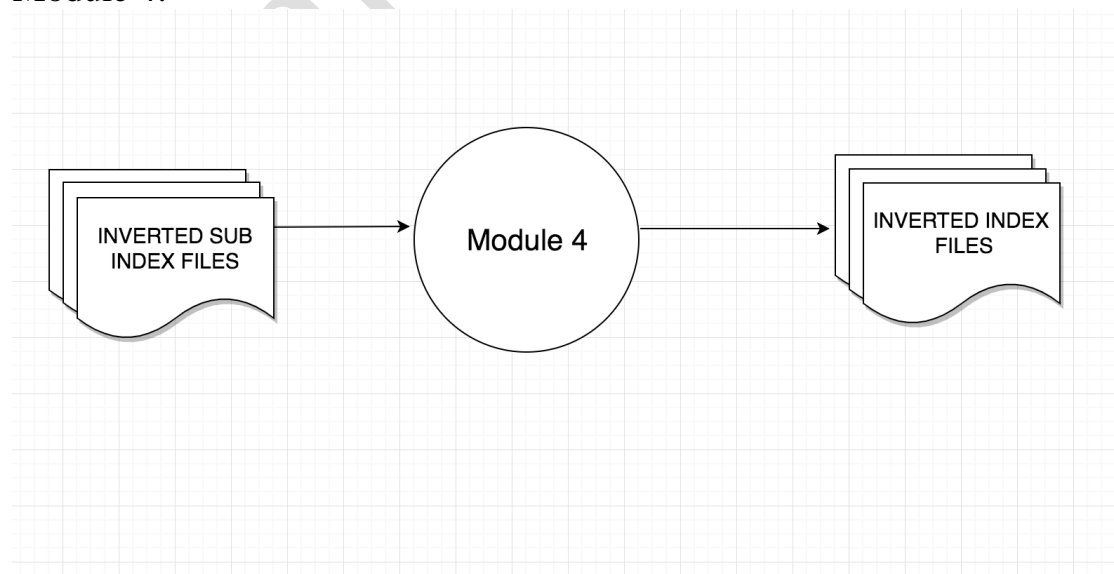 INVERTED SUB
INDEX FILES
Module 4
INVERTED INDEX
FILES